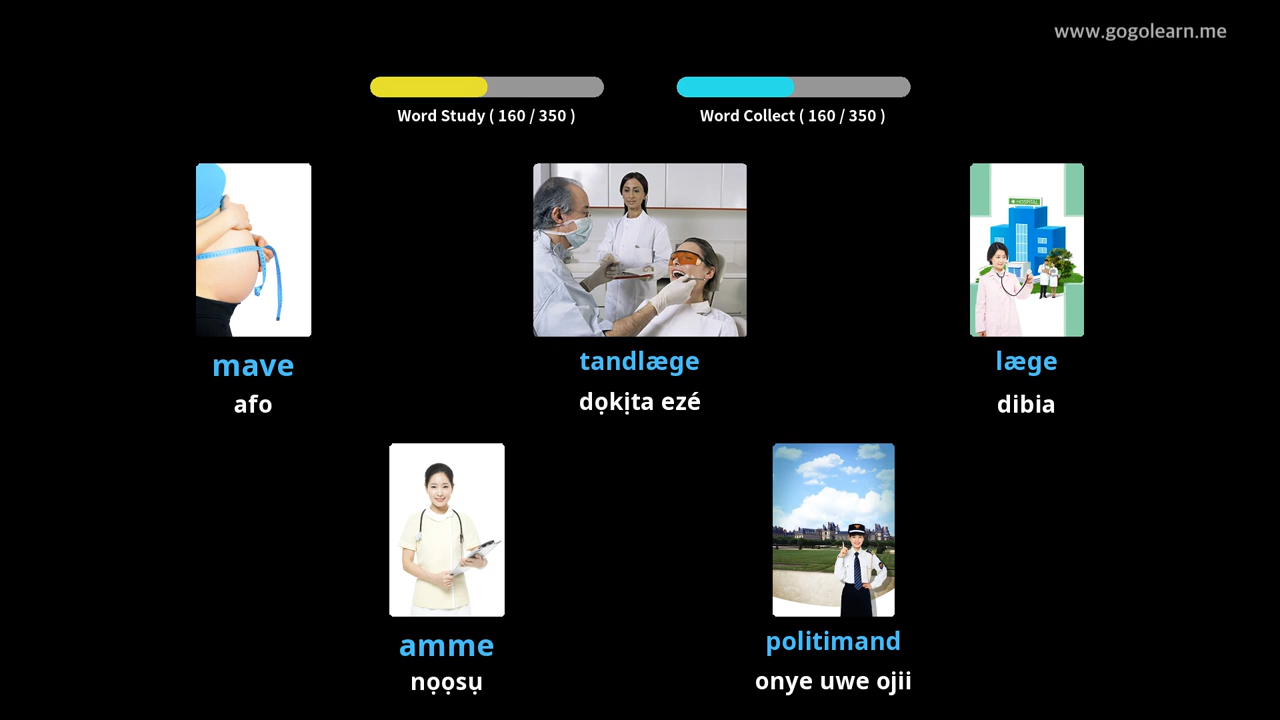 www.gogolearn.me
Word Study ( 160 / 350 )
Word Collect ( 160 / 350 )
HOSPITAL
mave
afo
tandlæge
dọkịta ezé
læge
dibia
amme
nọọsụ
politimand
onye uwe ojii